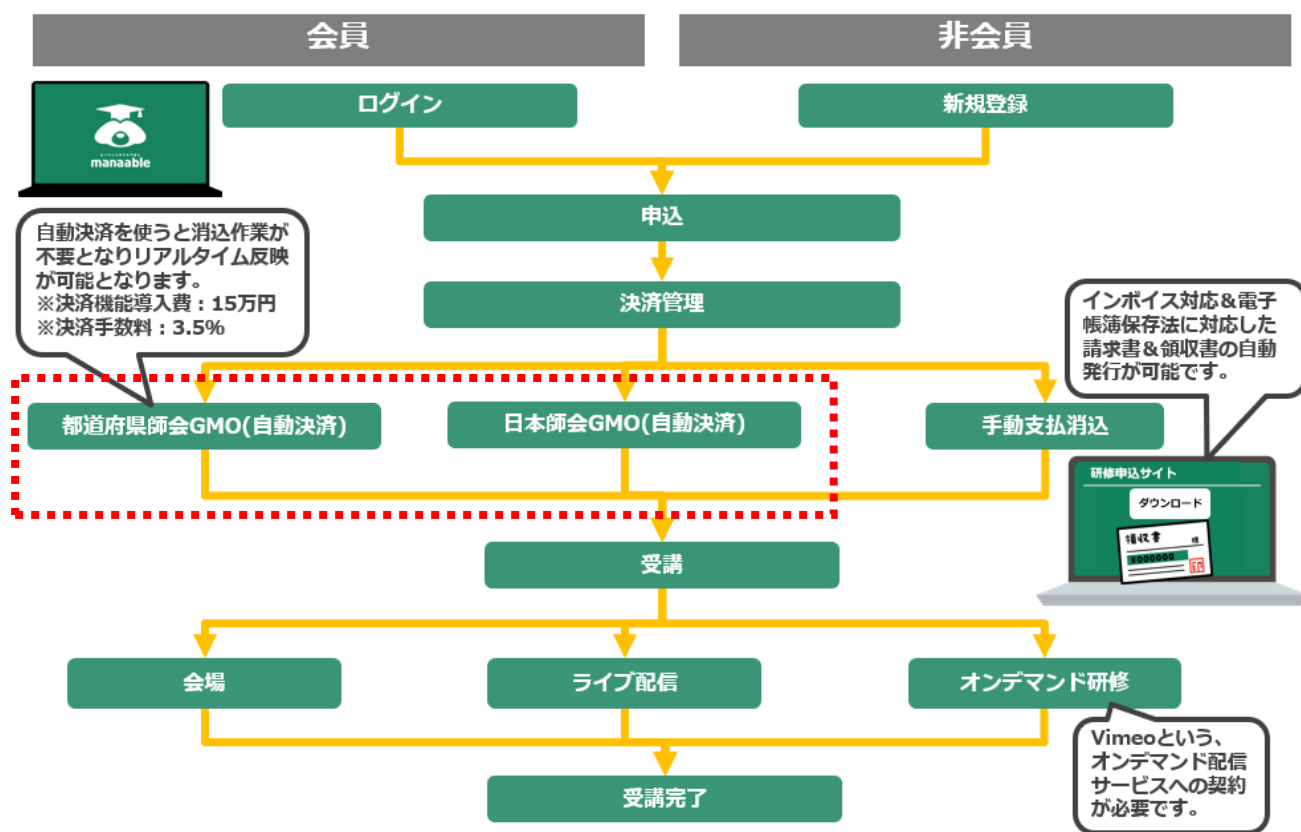 会員
非会員
ログイン
新規登録
manaable
申込
自動決済を使うと消込作業が
不要となりリアルタイム反映
が可能となります。
※決済機能導入費：15万円
※決済手数料：3.5%
決済管理
インボイス対応&電子
帳簿保存法に対応した
請求書&領収書の自動
発行が可能です。
都道府県師会GMO(自動決済)
日本師会GMO(自動決済)
手動支払消込
研修申込サイト
ダウンロード
領収書 様
¥000000
印
受講
会場
ライブ配信
オンデマンド研修
Vimeoという、
オンデマンド配信
サービスへの契約
が必要です。
受講完了